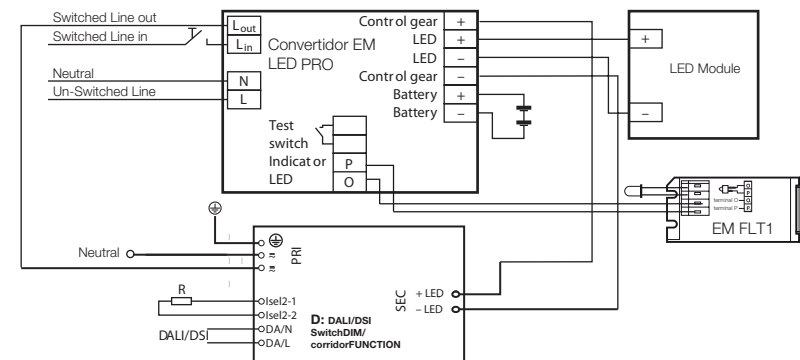 Switched Line out
Switched Line in
Neutral
Un-Switched Line
Lout
Lin
N
L
Convertidor EM
LED PRO
Control gear +
LED +
LED –
Control gear –
Battery +
Battery –
Test
switch
Indicator
LED
P
O
+
–
LED Module
terminal O
terminal P
O
P
O
P
EM FLT1
Neutral
PRI
R
Isel2-1
Isel2-2
DA/N
DA/L
DALI/DSI
D: DALI/DSI
SwitchDIM/
corridorFUNCTION
SEC
+ LED
– LED